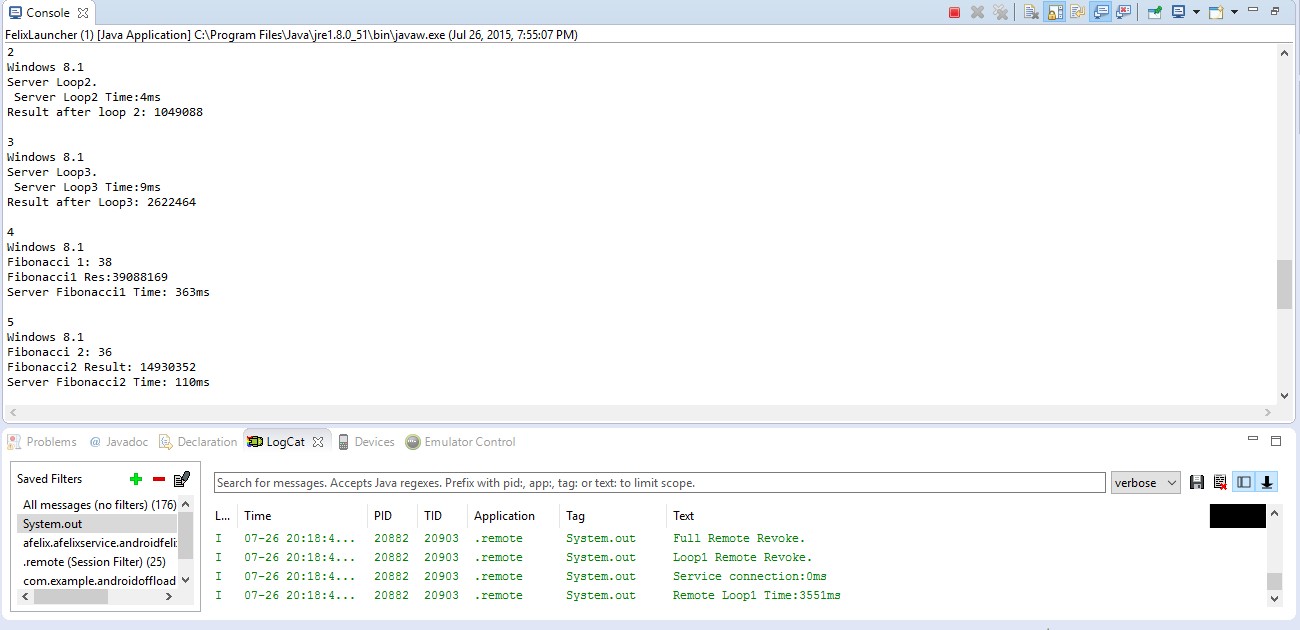 Console
FelixLauncher (1) [Java Application] C:\Program Files\Java\jre1.8.0_51\bin\javaw.exe (Jul 26, 2015, 7:55:07 PM)
2
Windows 8.1
Server Loop2.
Server Loop2 Time:4ms
Result after loop 2: 1049088
3
Windows 8.1
Server Loop3.
Server Loop3 Time:9ms
Result after Loop3: 2622464
4
Windows 8.1
Fibonacci 1: 38
Fibonacci1 Res:39088169
Server Fibonacci1 Time: 363ms
5
Windows 8.1
Fibonacci 2: 36
Fibonacci2 Result: 14930352
Server Fibonacci2 Time: 110ms
Problems @ Javadoc Declaration LogCat Devices Emulator Control
Saved Filters
All messages (no filters) (176)
System.out
afelix.afelixservice.androidfeli
.remote (Session Filter) (25)
com.example.androidoffload
Search for messages. Accepts Java regexes. Prefix with pid:, app:, tag: or text: to limit scope. verbose
L... Time PID TID Application Tag Text
I 07-26 20:18:4... 20882 20903 .remote System.out Full Remote Revoke.
I 07-26 20:18:4... 20882 20903 .remote System.out Loop1 Remote Revoke.
I 07-26 20:18:4... 20882 20903 .remote System.out Service connection:0ms
I 07-26 20:18:4... 20882 20903 .remote System.out Remote Loop1 Time:3551ms